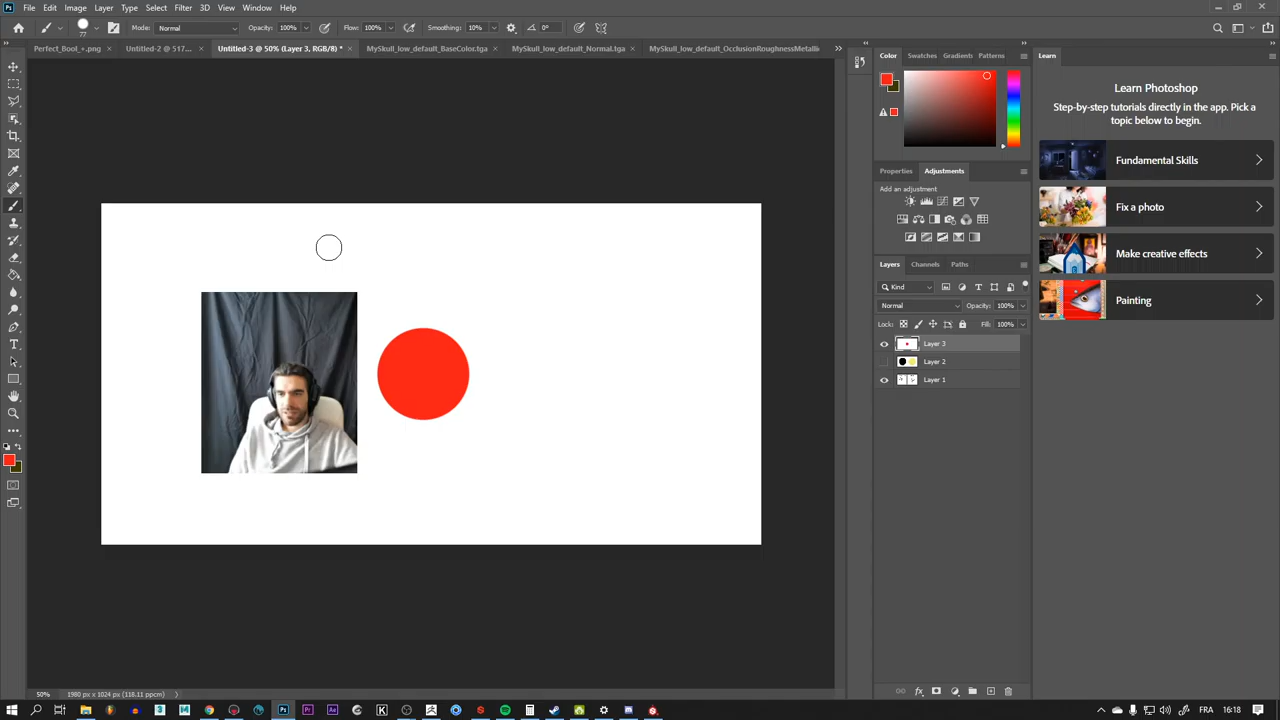 Ps File Edit Image Layer Type Select Filter 3D View Window Help
77 Mode: Normal Opacity: 100% Flow: 100% Smoothing: 10% 0°
Perfect_Bool_+.png × Untitled-2 @ 517... × Untitled-3 @ 50% (Layer 3, RGB/8) * × MySkull_low_default_BaseColor.tga × MySkull_low_default_Normal.tga × MySkull_low_default_OcclusionRoughnessMetallic
Color Swatches Gradients Patterns
Learn
Learn Photoshop
Step-by-step tutorials directly in the app. Pick a
topic below to begin.
Fundamental Skills
Fix a photo
Make creative effects
Painting
Properties Adjustments
Add an adjustment
Layers Channels Paths
Kind
Normal Opacity: 100%
Lock: Fill: 100%
Layer 3
Layer 2
Layer 1
50% 1980 px x 1024 px (118.11 ppcm)
FRA 16:18